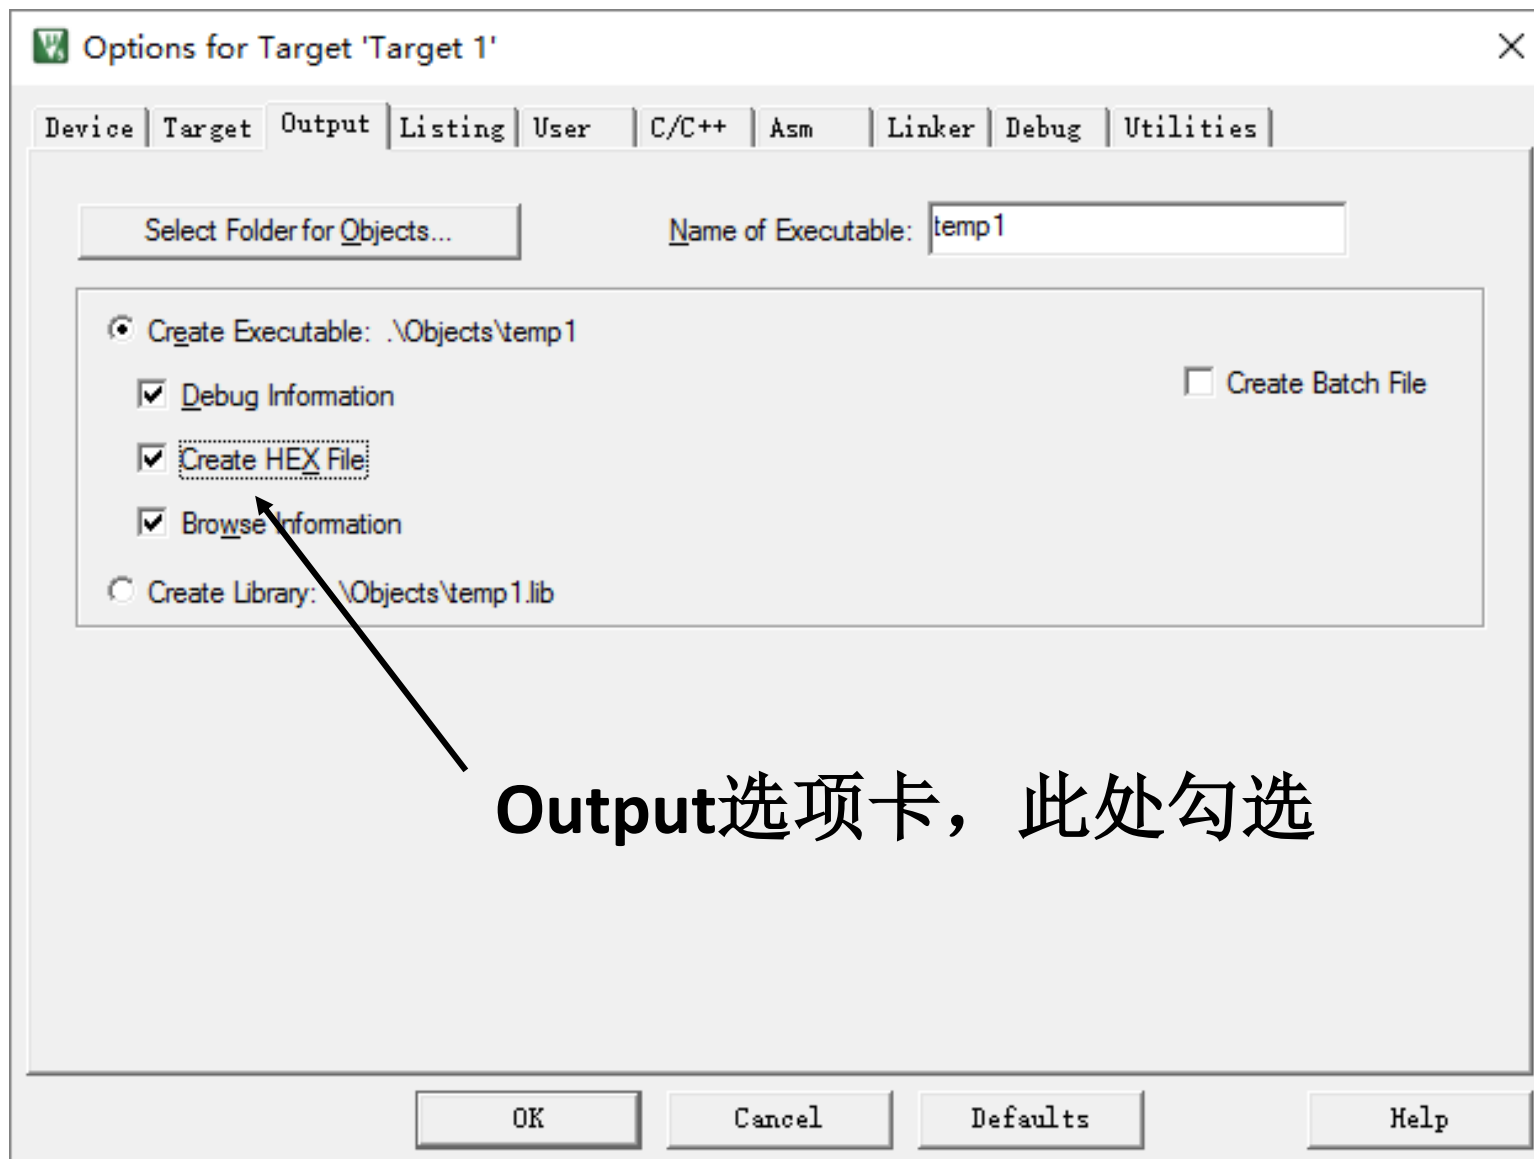 Options for Target 'Target 1'
Device Target Output Listing User C/C++ Asm Linker Debug Utilities
Select Folder for Objects... Name of Executable: temp1
Create Executable: .\Objects\temp1
Debug Information Create Batch File
Create HEX File
Browse Information
Create Library: .\Objects\temp1.lib
Output选项卡，此处勾选
OK Cancel Defaults Help